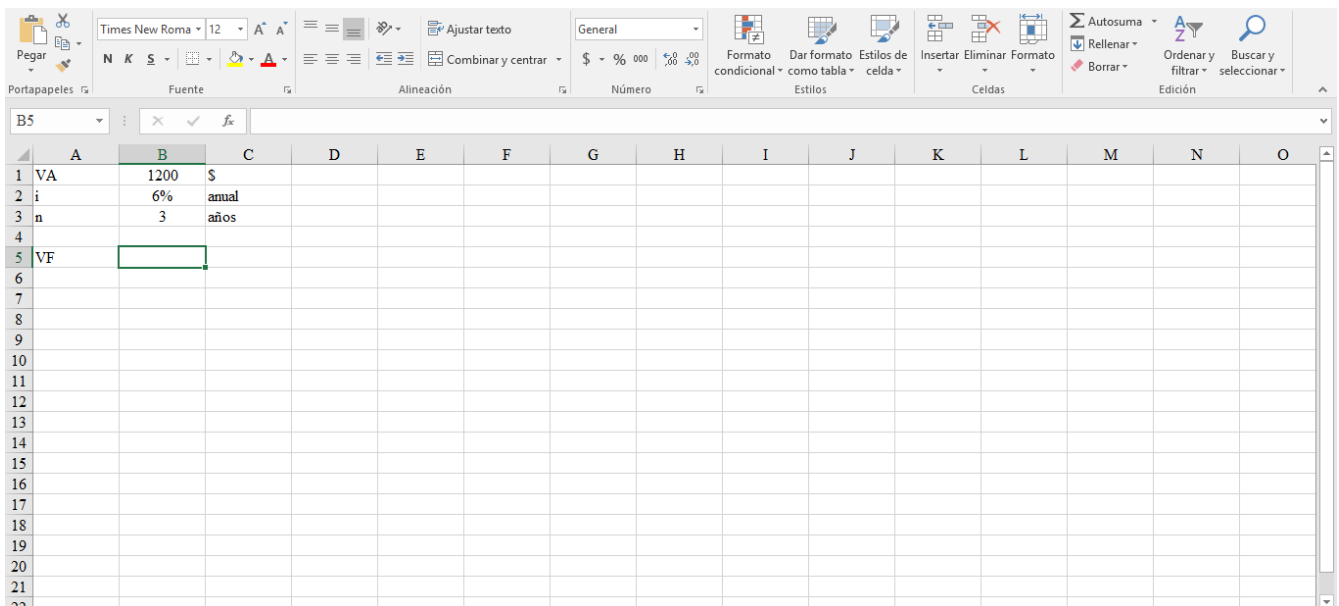 Pegar
Portapapeles
Times New Roma 12 A A
N K S A
Fuente
Ajustar texto
Combinar y centrar
Alineación
General
$ % 000
Número
Formato condicional
Dar formato como tabla
Estilos de celda
Estilos
Insertar Eliminar Formato
Celdas
Autosuma
Rellenar
Borrar
Ordenar y filtrar
Buscar y seleccionar
Edición
B5 fx
A B C D E F G H I J K L M N O
1 VA 1200 $
2 i 6% anual
3 n 3 años
4
5 VF
6
7
8
9
10
11
12
13
14
15
16
17
18
19
20
21